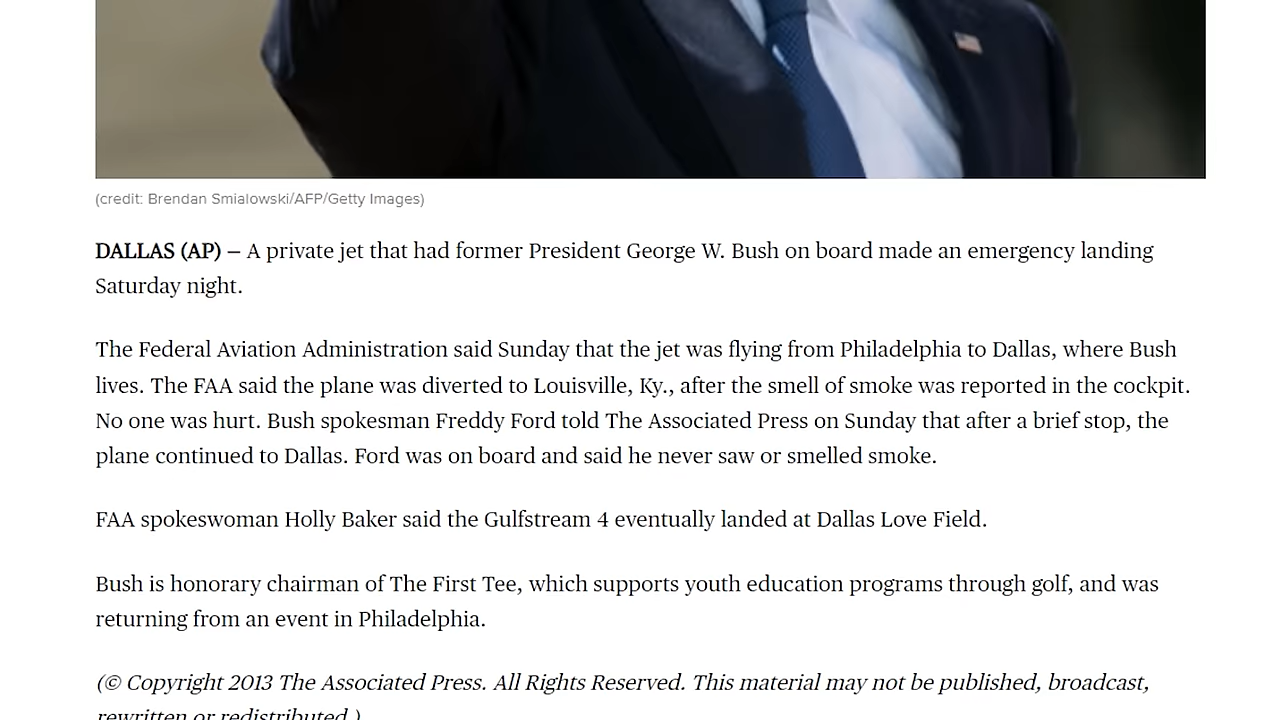 (credit: Brendan Smialowski/AFP/Getty Images)
DALLAS (AP) – A private jet that had former President George W. Bush on board made an emergency landing
Saturday night.
The Federal Aviation Administration said Sunday that the jet was flying from Philadelphia to Dallas, where Bush
lives. The FAA said the plane was diverted to Louisville, Ky., after the smell of smoke was reported in the cockpit.
No one was hurt. Bush spokesman Freddy Ford told The Associated Press on Sunday that after a brief stop, the
plane continued to Dallas. Ford was on board and said he never saw or smelled smoke.
FAA spokeswoman Holly Baker said the Gulfstream 4 eventually landed at Dallas Love Field.
Bush is honorary chairman of The First Tee, which supports youth education programs through golf, and was
returning from an event in Philadelphia.
(© Copyright 2013 The Associated Press. All Rights Reserved. This material may not be published, broadcast,
rewritten or redistributed.)